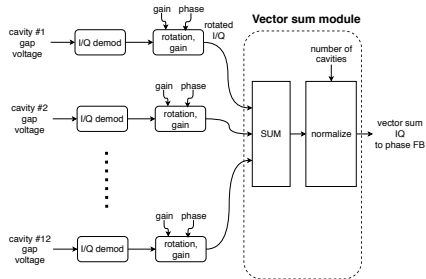 Vector sum module
gain phase
rotated
I/Q
cavity #1
gap
voltage
I/Q demod
rotation,
gain
number of
cavities
gain phase
cavity #2
gap
voltage
I/Q demod
rotation,
gain
SUM
normalize
vector sum
IQ
to phase FB
gain phase
cavity #12
gap
voltage
I/Q demod
rotation,
gain